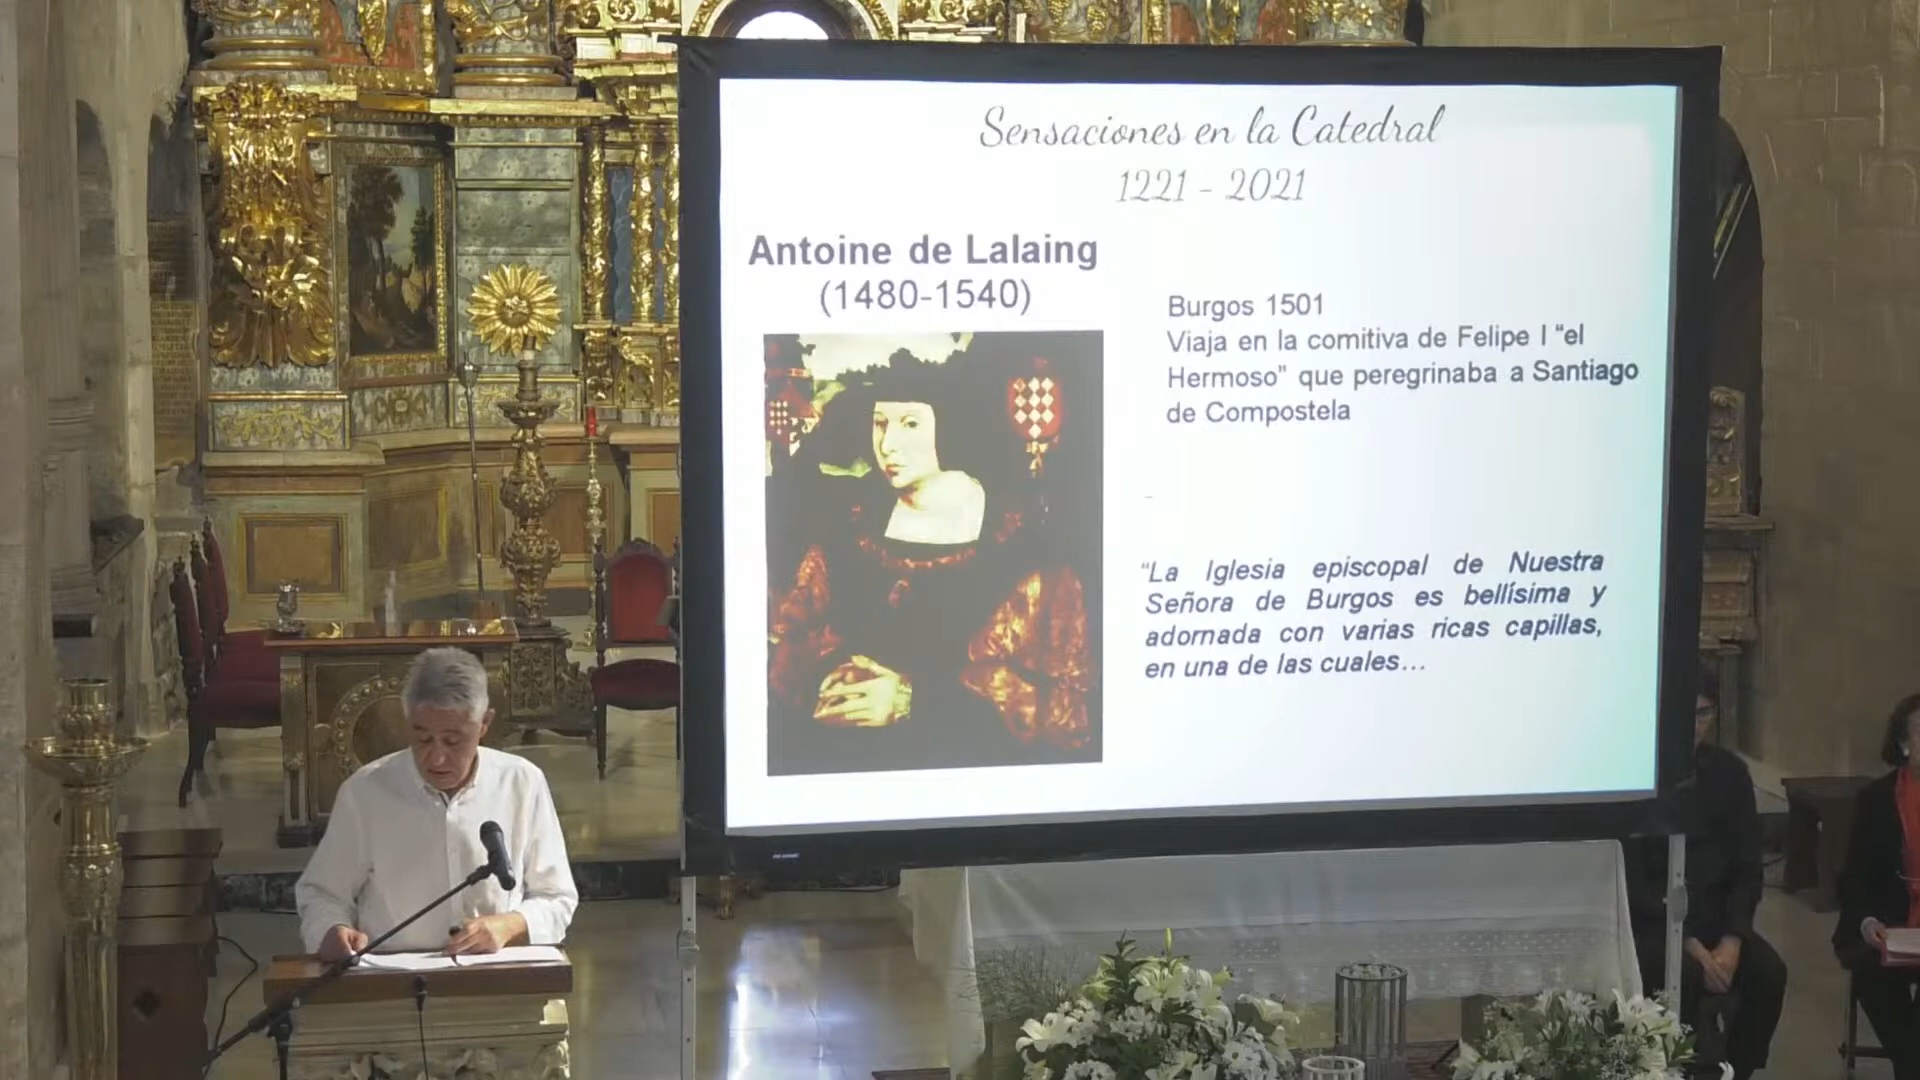 Sensaciones en la Catedral
1221 - 2021
Antoine de Lalaing
(1480-1540)
Burgos 1501
Viaja en la comitiva de Felipe I “el
Hermoso” que peregrinaba a Santiago
de Compostela
“La Iglesia episcopal de Nuestra
Señora de Burgos es bellísima y
adornada con varias ricas capillas,
en una de las cuales…